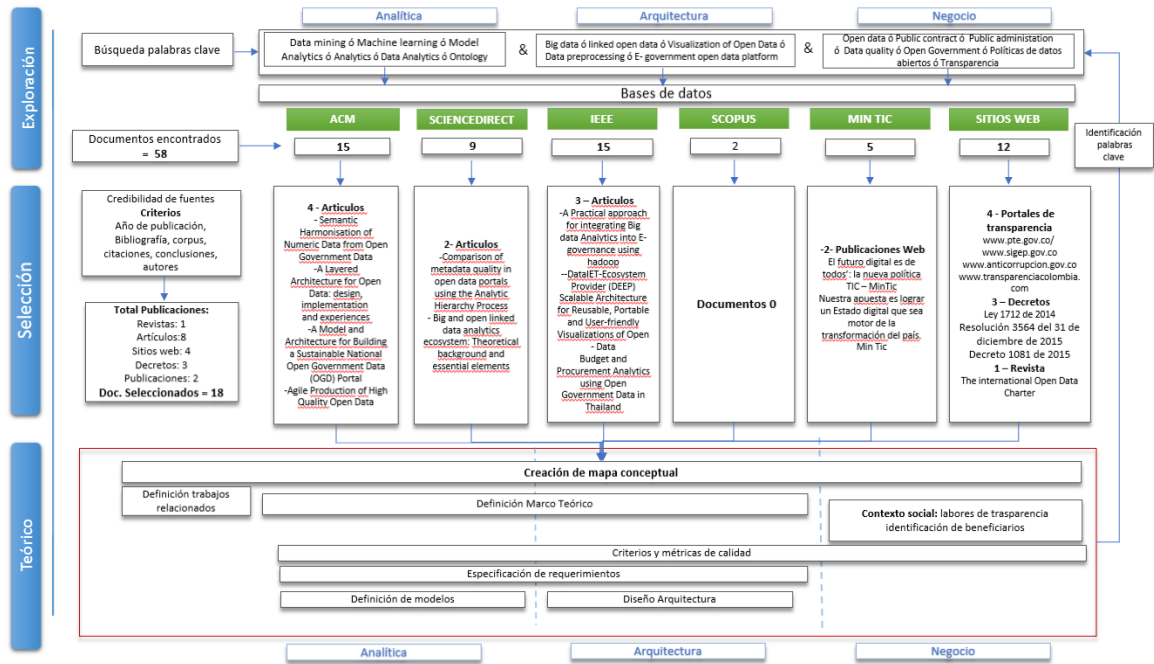 Analítica
Arquitectura
Negocio
Exploración
Búsqueda palabras clave
Data mining ó Machine learning ó Model
Analytics ó Analytics ó Data Analytics ó Ontology
&
Big data ó linked open data ó Visualization of Open Data ó
Data preprocessing ó E- government open data platform
&
Open data ó Public contract ó Public administation
ó Data quality ó Open Government ó Políticas de datos
abiertos ó Transparencia
Bases de datos
ACM
SCIENCEDIRECT
IEEE
SCOPUS
MIN TIC
SITIOS WEB
Documentos encontrados
= 58
15
9
15
2
5
12
Identificación
palabras
clave
Selección
Credibilidad de fuentes
Criterios
Año de publicación,
Bibliografía, corpus,
citaciones, conclusiones,
autores
Total Publicaciones:
Revistas: 1
Artículos:8
Sitios web: 4
Decretos: 3
Publicaciones: 2
Doc. Seleccionados = 18
4 - Articulos
- Semantic
Harmonisation of
Numeric Data from Open
Government Data
-A Layered
Architecture for Open
Data: design,
implementation
and experiences
-A Model and
Architecture for Building
a Sustainable National
Open Government Data
(OGD) Portal
-Agile Production of High
Quality Open Data
2- Articulos
-Comparison of
metadata quality in
open data portals
using the Analytic
Hierarchy Process
- Big and open linked
data analytics
ecosystem: Theoretical
background and
essential elements
3 – Articulos
-A Practical approach
for integrating Big
data Analytics into E-
governance using
hadoop
--DataIET-Ecosystem
Provider (DEEP)
Scalable Architecture
for Reusable, Portable
and User-friendly
Visualizations of Open
- Data
Budget and
Procurement Analytics
using Open
Government Data in
Thailand
Documentos 0
-2- Publicaciones Web
El futuro digital es de
todos': la nueva política
TIC – MinTic
Nuestra apuesta es lograr
un Estado digital que sea
motor de la
transformación del país.
Min Tic
4 - Portales de
transparencia
www.pte.gov.co/
www.sigep.gov.co
www.anticorrupcion.gov.co
www.transparenciacolombia.
com
3 – Decretos
Ley 1712 de 2014
Resolución 3564 del 31 de
diciembre de 2015
Decreto 1081 de 2015
1 – Revista
The international Open Data
Charter
Teórico
Creación de mapa conceptual
Definición trabajos
relacionados
Definición Marco Teórico
Contexto social: labores de trasparencia
identificación de beneficiarios
Criterios y métricas de calidad
Especificación de requerimientos
Definición de modelos
Diseño Arquitectura
Analítica
Arquitectura
Negocio